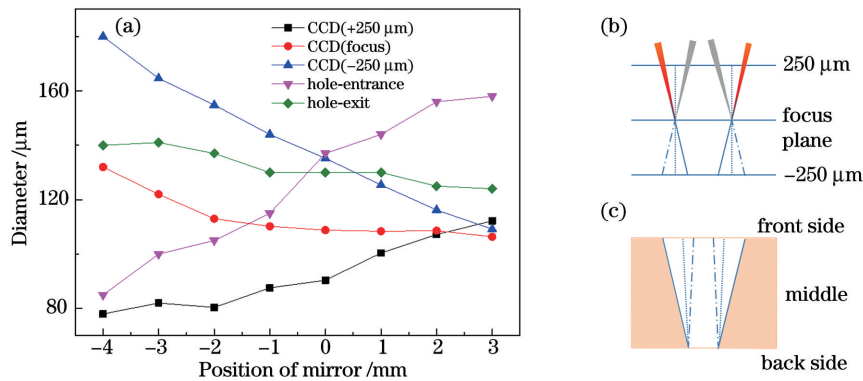 (a)
CCD(+250 μm)
CCD(focus)
CCD(−250 μm)
hole-entrance
hole-exit
160
120
80
Diameter /μm
−4 −3 −2 −1 0 1 2 3
Position of mirror /mm
(b)
250 μm
focus
plane
−250 μm
(c)
front side
middle
back side